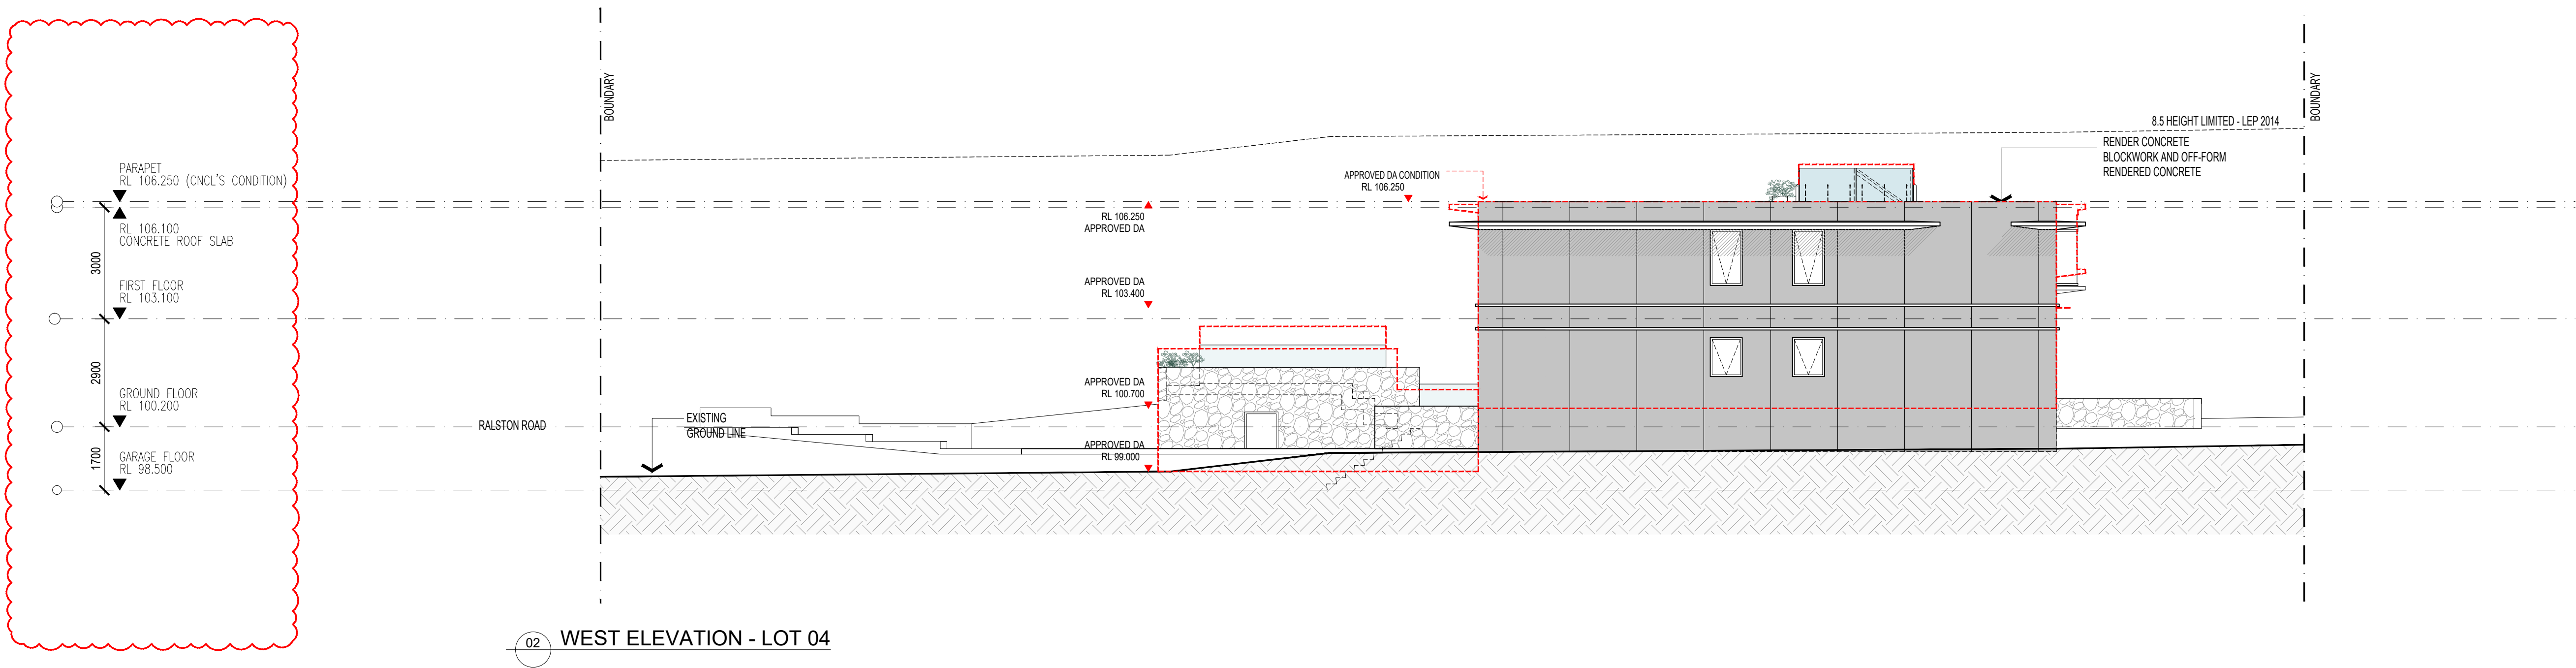 PARAPET
RL 106.250 (CNCL'S CONDITION)
RL 106.100
CONCRETE ROOF SLAB
3000
FIRST FLOOR
RL 103.100
2900
GROUND FLOOR
RL 100.200
1700
GARAGE FLOOR
RL 98.500
RALSTON ROAD
BOUNDARY
EXISTING
GROUND LINE
RL 106.250
APPROVED DA
APPROVED DA
RL 103.400
APPROVED DA
RL 100.700
APPROVED DA
RL 99.000
APPROVED DA CONDITION
RL 106.250
8.5 HEIGHT LIMITED - LEP 2014
RENDER CONCRETE
BLOCKWORK AND OFF-FORM
RENDERED CONCRETE
BOUNDARY
02 WEST ELEVATION - LOT 04